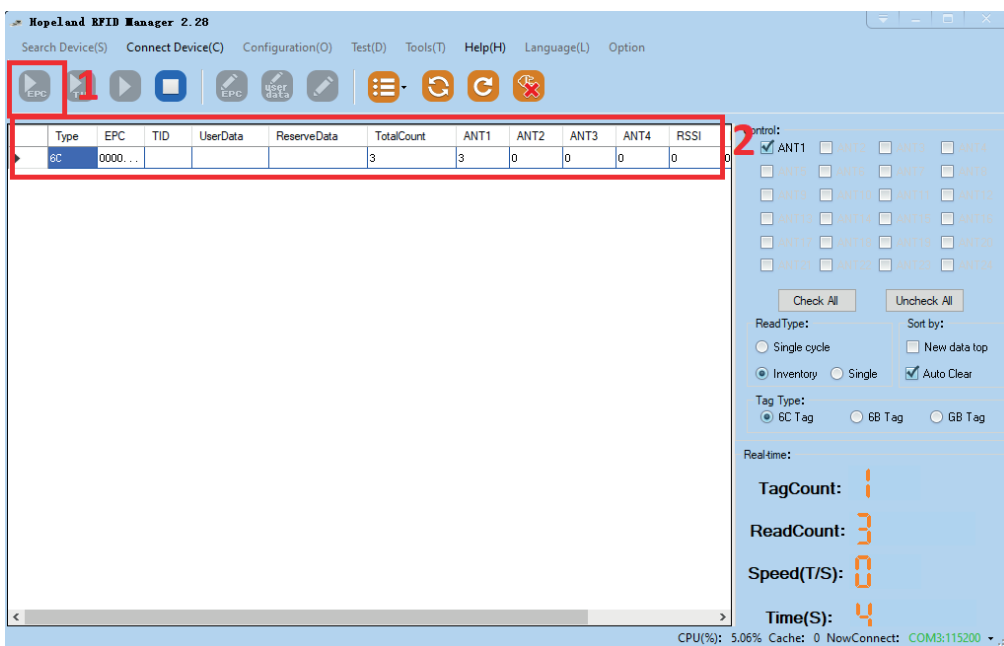 Hopeland RFID Manager 2.28
Search Device(S) Connect Device(C) Configuration(O) Test(D) Tools(T) Help(H) Language(L) Option
EPC 1 EPC user data
Type EPC TID UserData ReserveData TotalCount ANT1 ANT2 ANT3 ANT4 RSSI
6C 0000... 3 3 0 0 0 0 0
2
ANT1
Check All Uncheck All
ReadType: Sort by:
Single cycle New data top
Inventory Single Auto Clear
Tag Type:
6C Tag 6B Tag GB Tag
Real-time:
TagCount: 1
ReadCount: 3
Speed(T/S): 0
Time(S): 4
CPU(%): 5.06% Cache: 0 NowConnect: COM3:115200